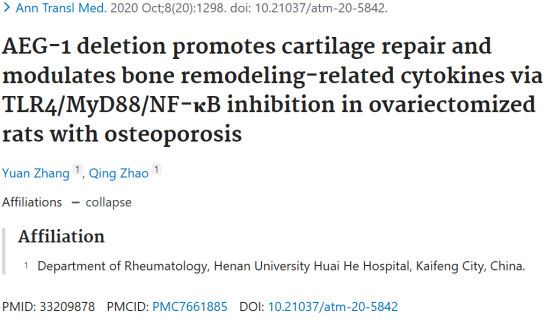 Ann Transl Med. 2020 Oct;8(20):1298. doi: 10.21037/atm-20-5842.
AEG-1 deletion promotes cartilage repair and
modulates bone remodeling-related cytokines via
TLR4/MyD88/NF-κB inhibition in ovariectomized
rats with osteoporosis
Yuan Zhang 1, Qing Zhao 1
Affiliations − collapse
Affiliation
1 Department of Rheumatology, Henan University Huai He Hospital, Kaifeng City, China.
PMID: 33209878 PMCID: PMC7661885 DOI: 10.21037/atm-20-5842